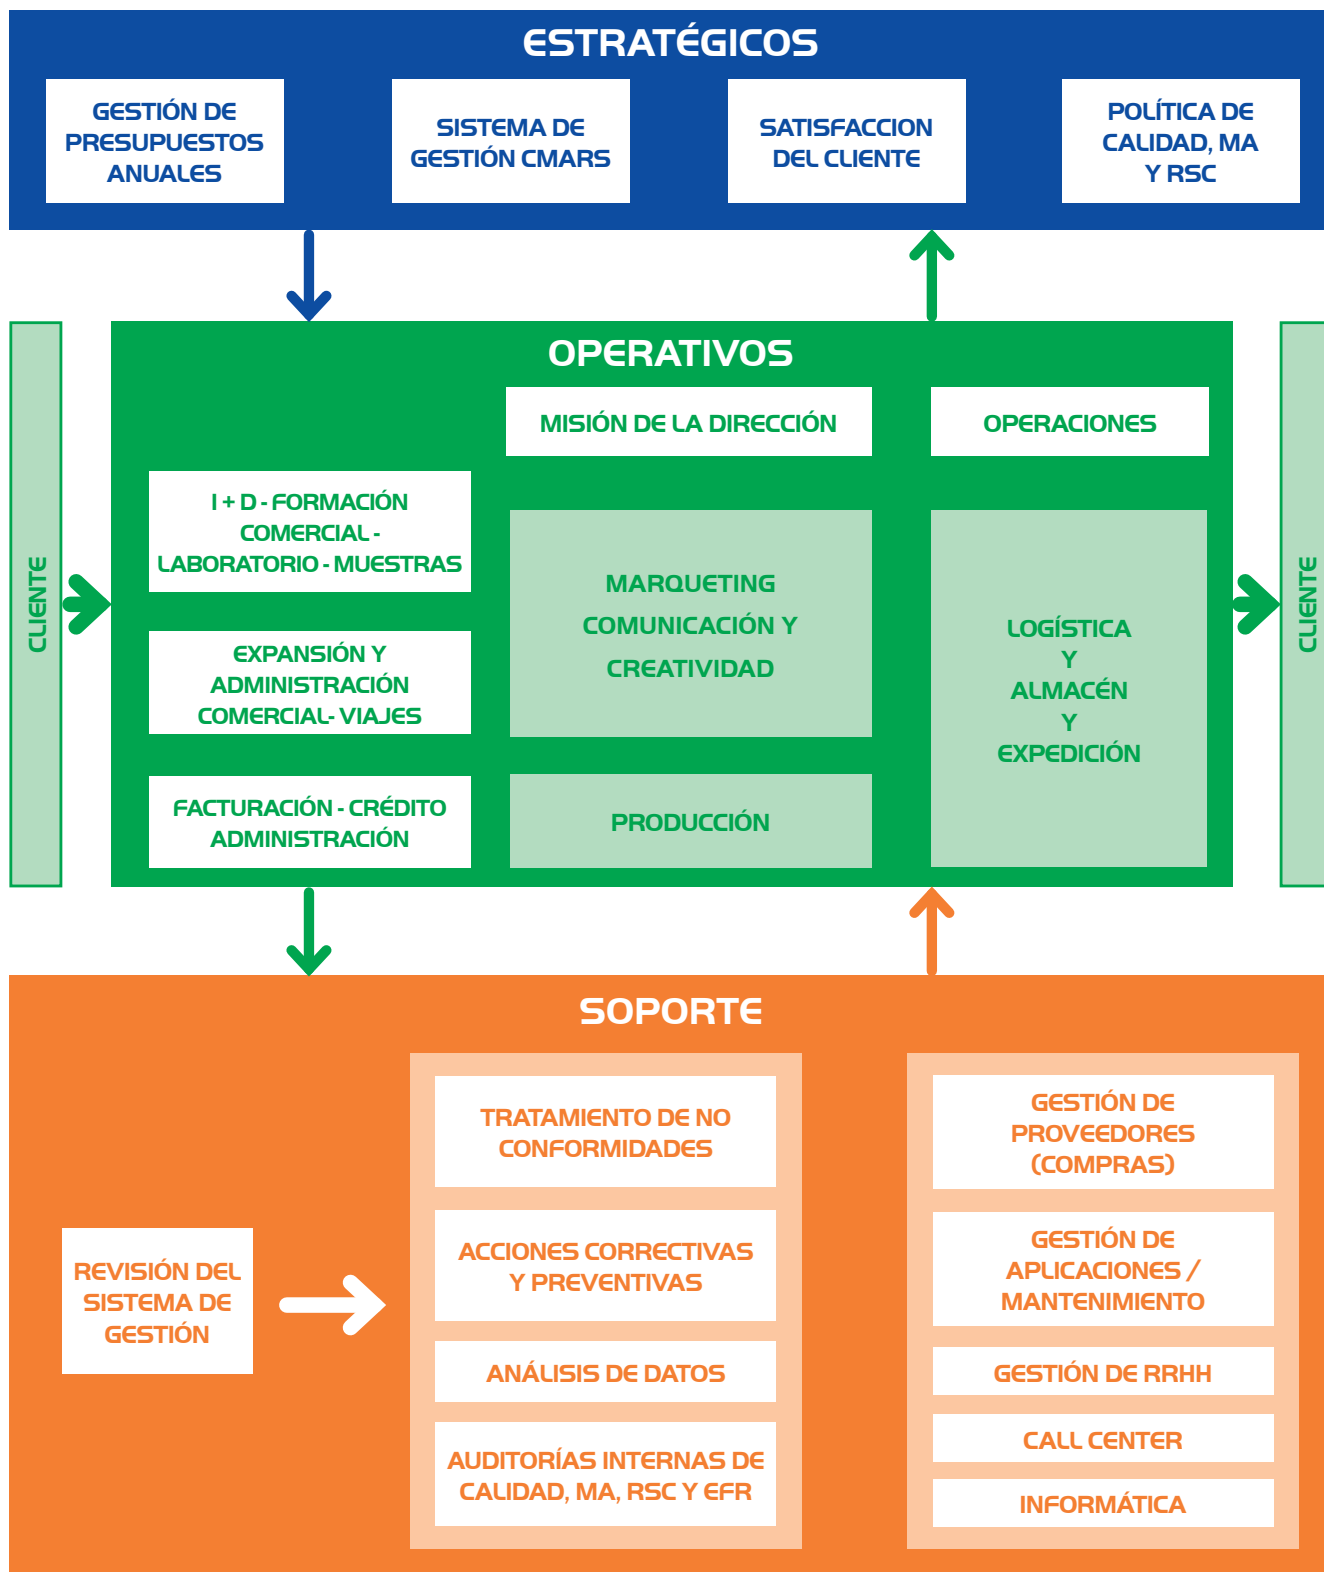 ESTRATÉGICOS
GESTIÓN DE
PRESUPUESTOS
ANUALES
SISTEMA DE
GESTIÓN CMARS
SATISFACCION
DEL CLIENTE
POLÍTICA DE
CALIDAD, MA
Y RSC
CLIENTE
OPERATIVOS
MISIÓN DE LA DIRECCIÓN
OPERACIONES
I + D - FORMACIÓN
COMERCIAL -
LABORATORIO - MUESTRAS
EXPANSIÓN Y
ADMINISTRACIÓN
COMERCIAL- VIAJES
FACTURACIÓN - CRÉDITO
ADMINISTRACIÓN
MARQUETING
COMUNICACIÓN Y
CREATIVIDAD
PRODUCCIÓN
LOGÍSTICA
Y
ALMACÉN
Y
EXPEDICIÓN
CLIENTE
SOPORTE
REVISIÓN DEL
SISTEMA DE
GESTIÓN
TRATAMIENTO DE NO
CONFORMIDADES
ACCIONES CORRECTIVAS
Y PREVENTIVAS
ANÁLISIS DE DATOS
AUDITORÍAS INTERNAS DE
CALIDAD, MA, RSC Y EFR
GESTIÓN DE
PROVEEDORES
(COMPRAS)
GESTIÓN DE
APLICACIONES /
MANTENIMIENTO
GESTIÓN DE RRHH
CALL CENTER
INFORMÁTICA